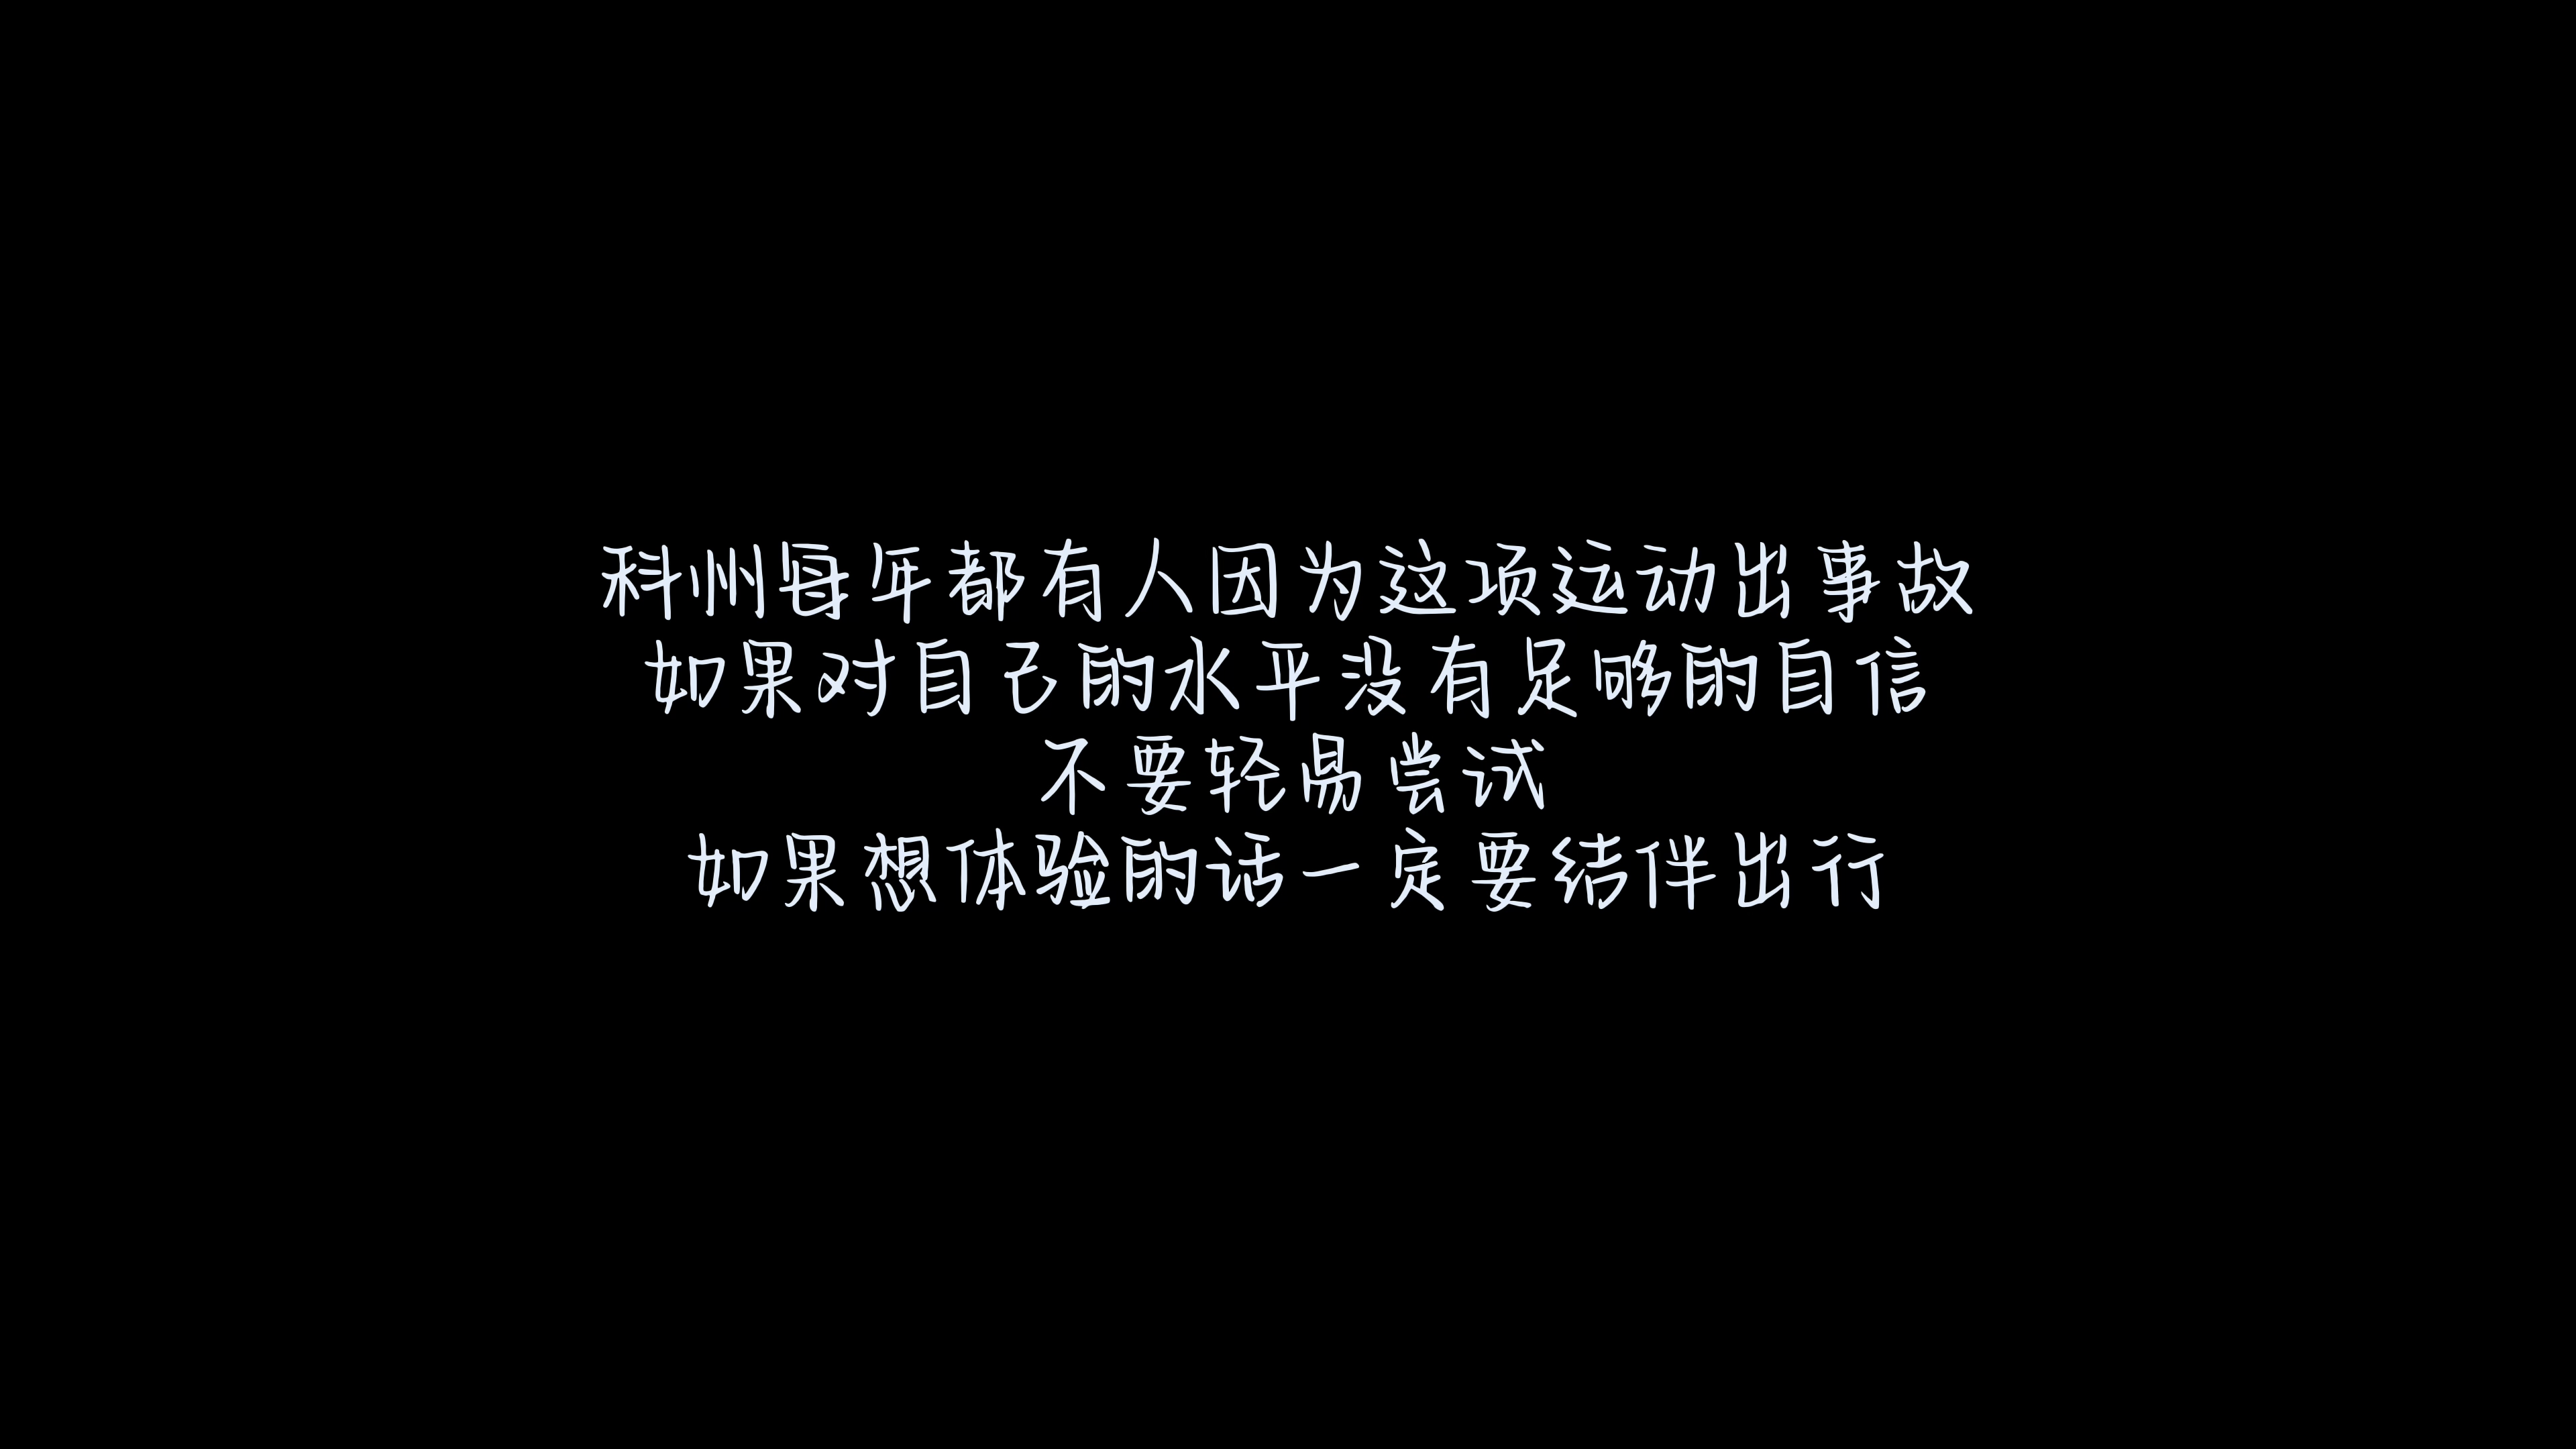 科州每年都有人因为这项运动出事故
如果对自己的水平没有足够的自信
不要轻易尝试
如果想体验的话一定要结伴出行